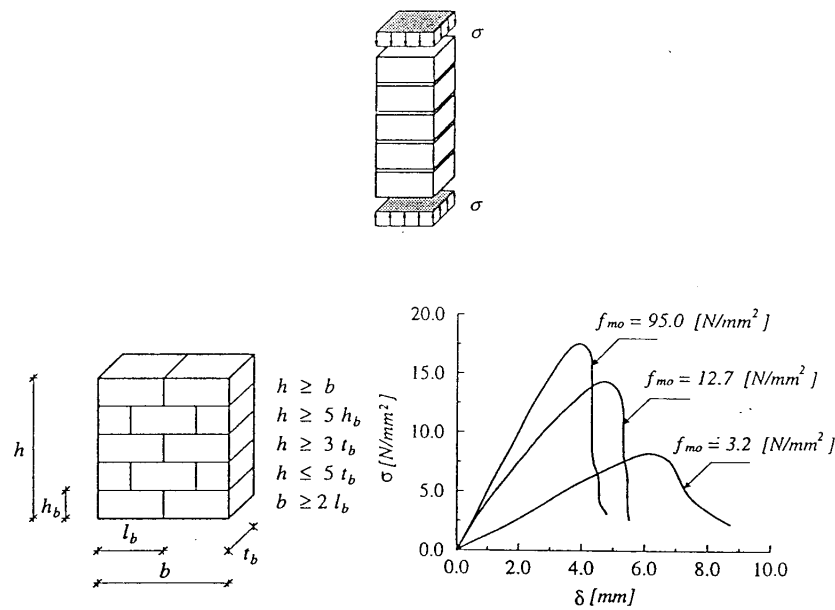 σ
σ
h ≥ b
h ≥ 5 h_b
h ≥ 3 t_b
h ≤ 5 t_b
b ≥ 2 l_b
h
h_b
l_b
b
t_b
20.0
15.0
10.0
5.0
0.0
σ [N/mm²]
f_mo = 95.0 [N/mm²]
f_mo = 12.7 [N/mm²]
f_mo = 3.2 [N/mm²]
0.0 2.0 4.0 6.0 8.0 10.0
δ [mm]